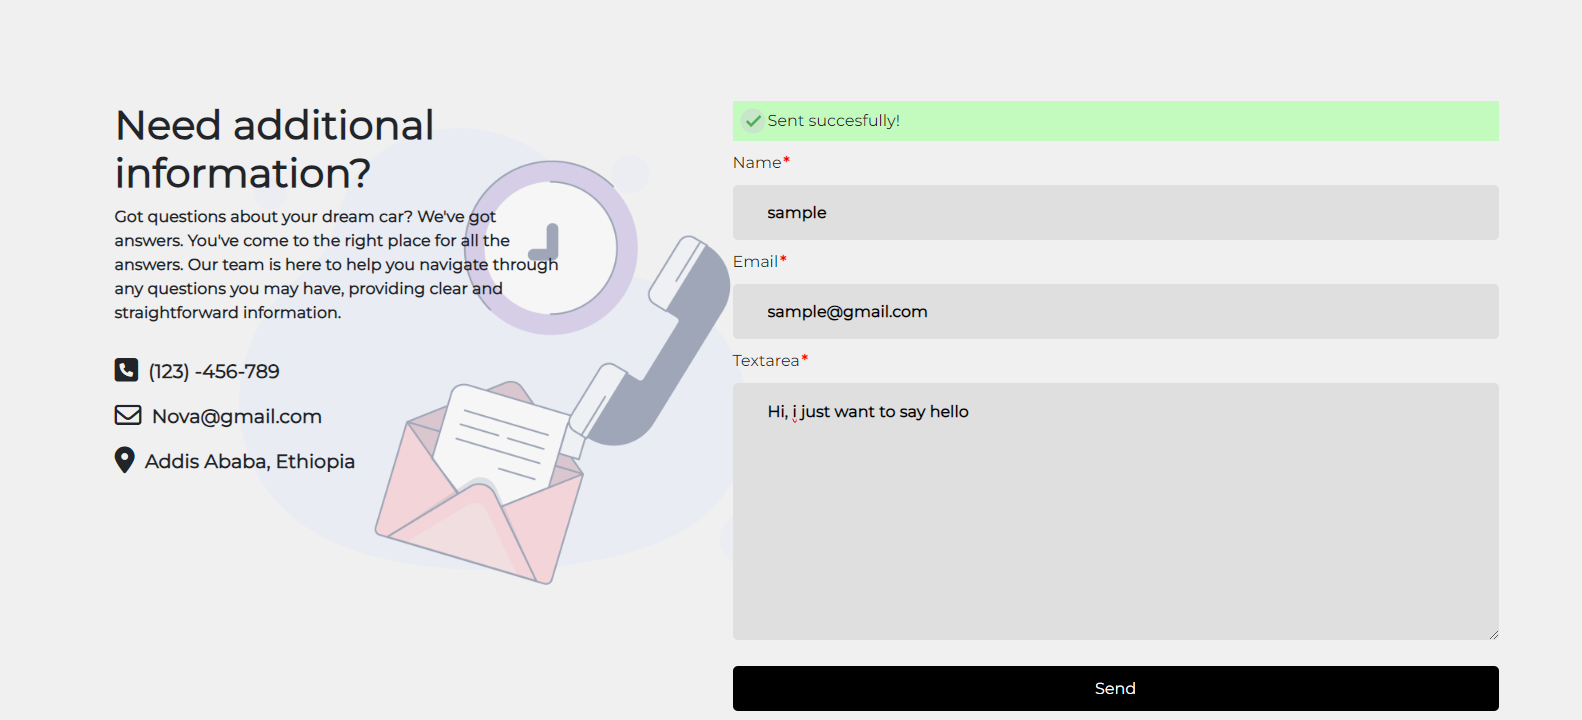 Need additional
information?
Got questions about your dream car? We've got
answers. You've come to the right place for all the
answers. Our team is here to help you navigate through
any questions you may have, providing clear and
straightforward information.
(123) -456-789
Nova@gmail.com
Addis Ababa, Ethiopia
Sent succesfully!
Name*
sample
Email*
sample@gmail.com
Textarea*
Hi, i just want to say hello
Send